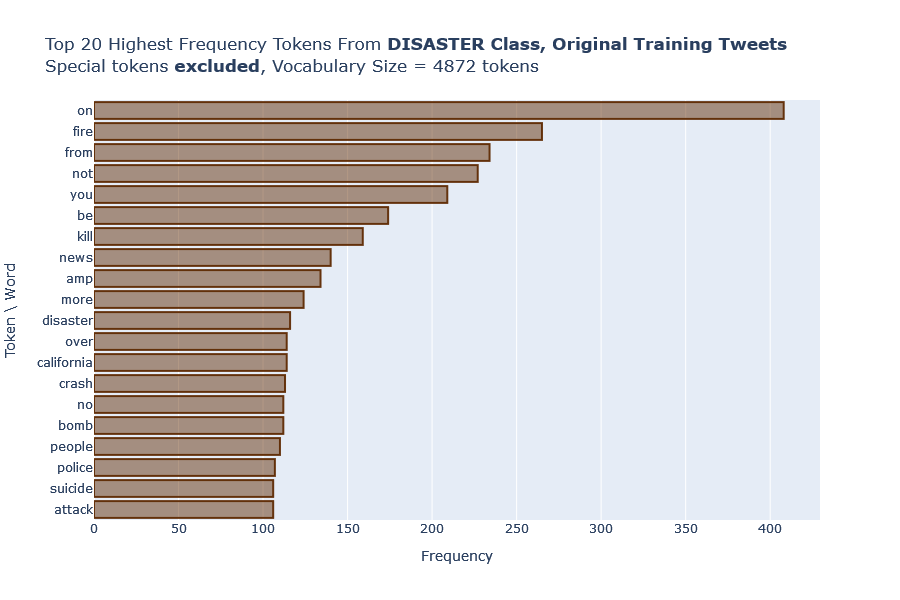 Top 20 Highest Frequency Tokens From DISASTER Class, Original Training Tweets
Special tokens excluded, Vocabulary Size = 4872 tokens
Token \ Word
on
fire
from
not
you
be
kill
news
amp
more
disaster
over
california
crash
no
bomb
people
police
suicide
attack
0 50 100 150 200 250 300 350 400
Frequency